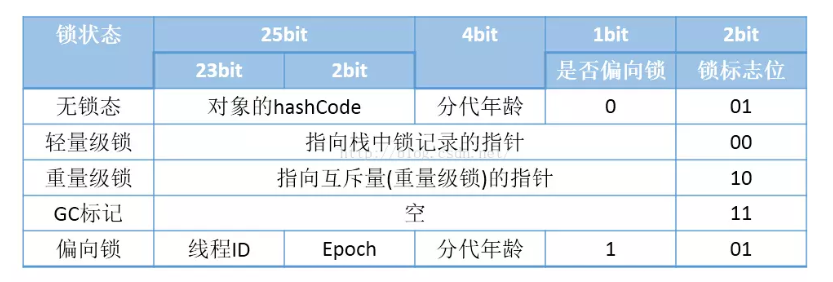 锁状态 25bit 4bit 1bit 2bit
23bit 2bit 是否偏向锁 锁标志位
无锁态 对象的hashCode 分代年龄 0 01
轻量级锁 指向栈中锁记录的指针 00
http://blog.csdn.net/
重量级锁 指向互斥量(重量级锁)的指针 10
GC标记 空 11
偏向锁 线程ID Epoch 分代年龄 1 01